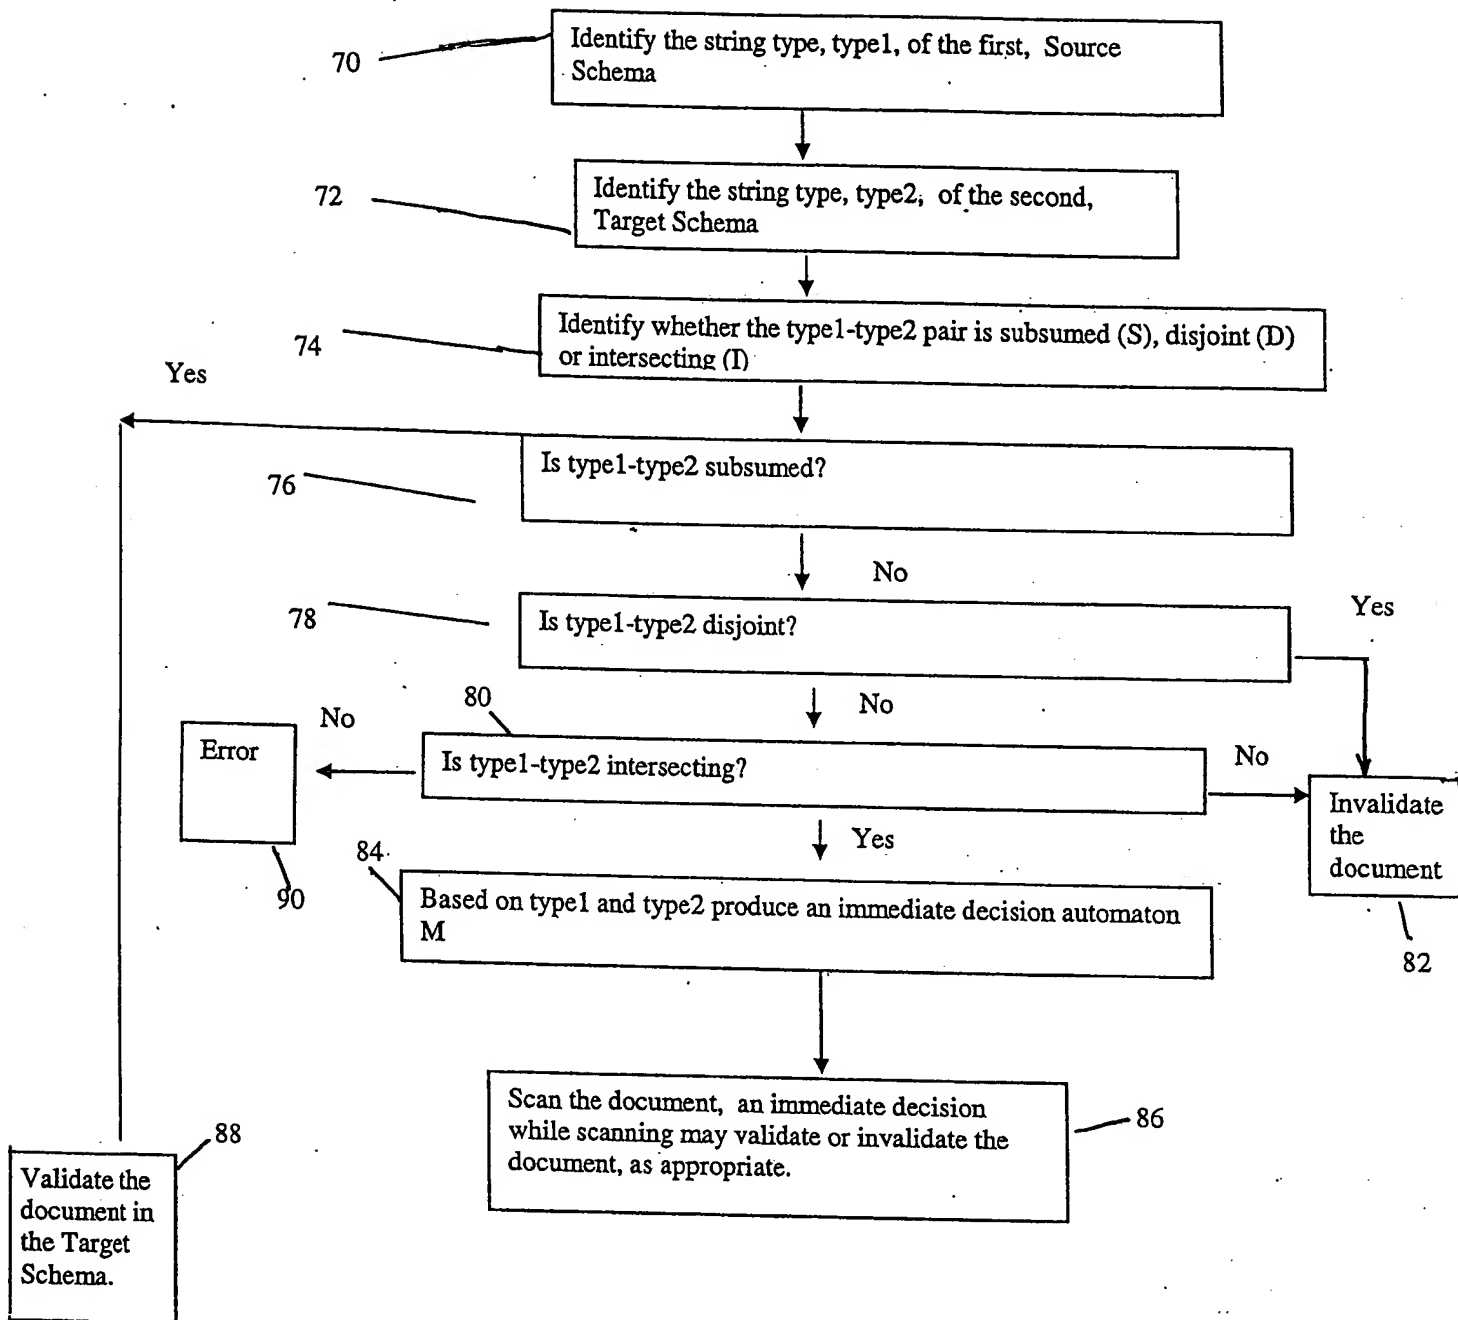 70
Identify the string type, type1, of the first, Source
Schema
72
Identify the string type, type2, of the second,
Target Schema
74
Identify whether the type1-type2 pair is subsumed (S), disjoint (D)
or intersecting (I)
Yes
76
Is type1-type2 subsumed?
No
78
Is type1-type2 disjoint?
Yes
No
80
No
Error
Is type1-type2 intersecting?
No
Invalidate
the
document
Yes
84
90
82
Based on type1 and type2 produce an immediate decision automaton
M
Scan the document, an immediate decision
while scanning may validate or invalidate the
document, as appropriate.
86
88
Validate the
document in
the Target
Schema.